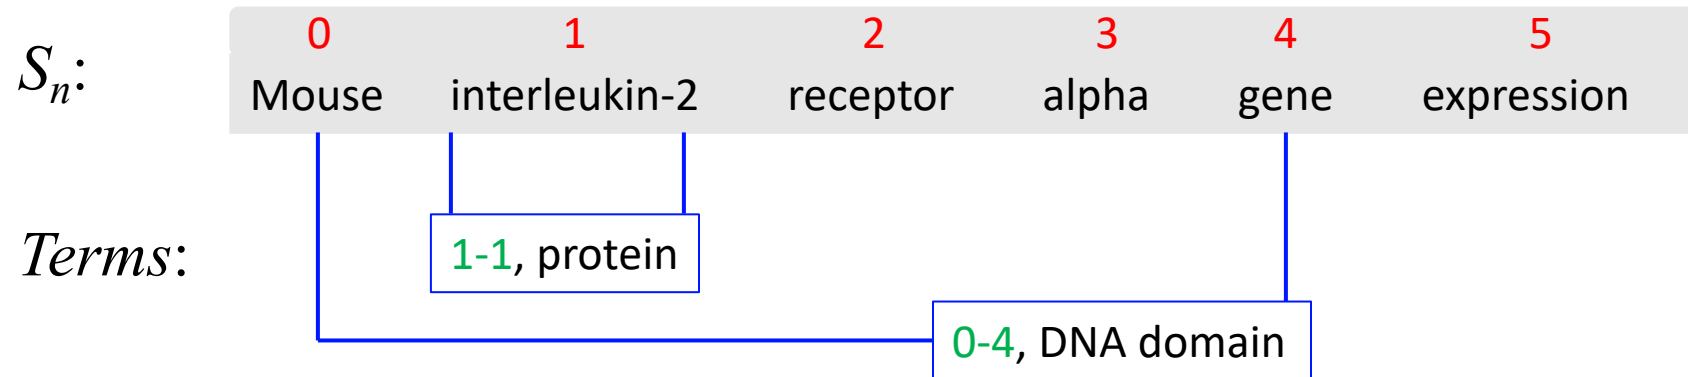 0 1 2 3 4 5
Sn:
Mouse interleukin-2 receptor alpha gene expression
Terms:
1-1, protein
0-4, DNA domain